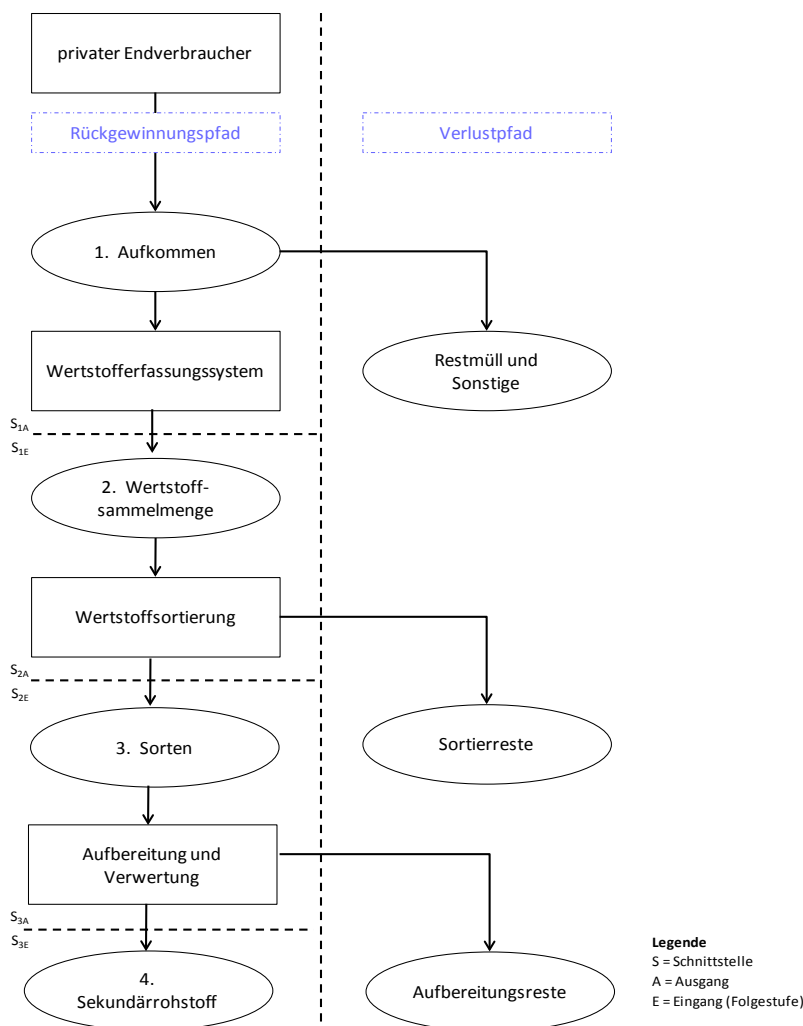 privater Endverbraucher
Rückgewinnungspfad
Verlustpfad
1. Aufkommen
Wertstofferfassungssystem
Restmüll und
Sonstige
S1A
S1E
2. Wertstoff-
sammelmenge
Wertstoffsortierung
S2A
S2E
3. Sorten
Sortierreste
Aufbereitung und
Verwertung
S3A
S3E
4.
Sekundärrohstoff
Aufbereitungsreste
Legende
S = Schnittstelle
A = Ausgang
E = Eingang (Folgestufe)